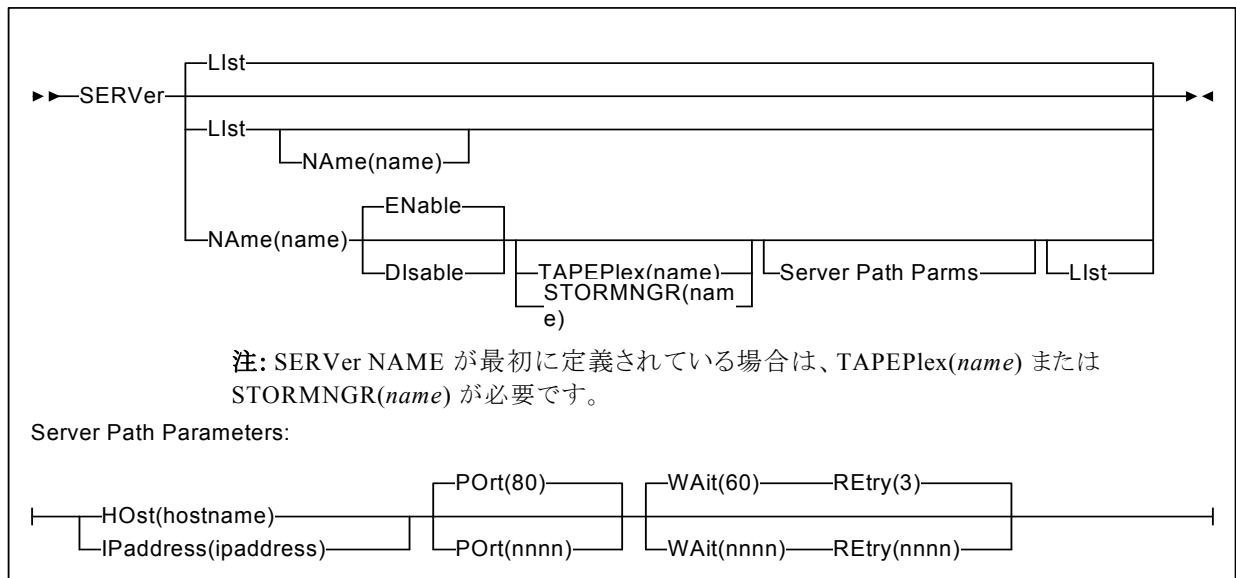 LIst
SERVer
LIst
NAme(name)
ENable
NAme(name)
DIsable
TAPEPlex(name)
Server Path Parms
LIst
STORMNGR(nam
e)
注: SERVer NAME が最初に定義されている場合は、TAPEPlex(name) または
STORMNGR(name) が必要です。
Server Path Parameters:
POrt(80)
WAit(60)
REtry(3)
HOst(hostname)
IPaddress(ipaddress)
POrt(nnnn)
WAit(nnnn)
REtry(nnnn)